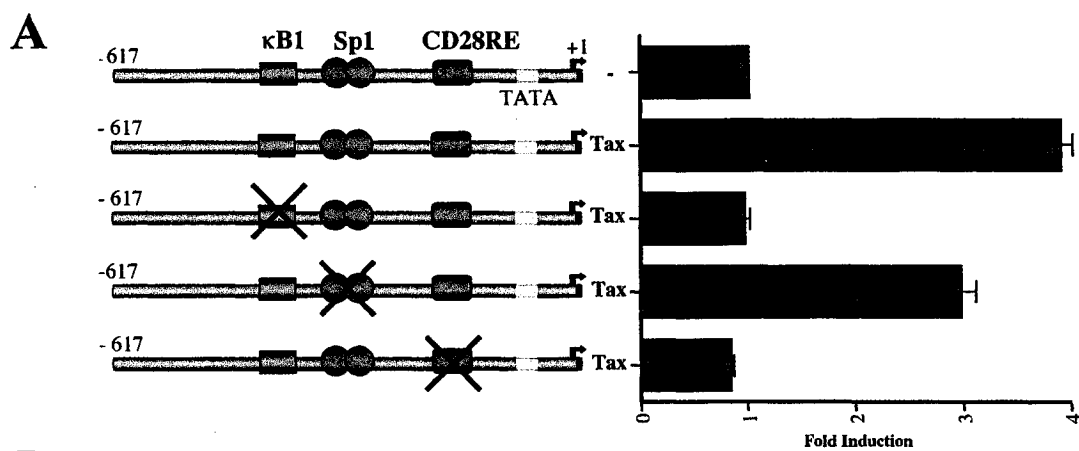 A
κB1 Sp1 CD28RE
-617 +1 -
TATA
-617 Tax
-617 Tax
-617 Tax
-617 Tax
0 1 2 3 4
Fold Induction